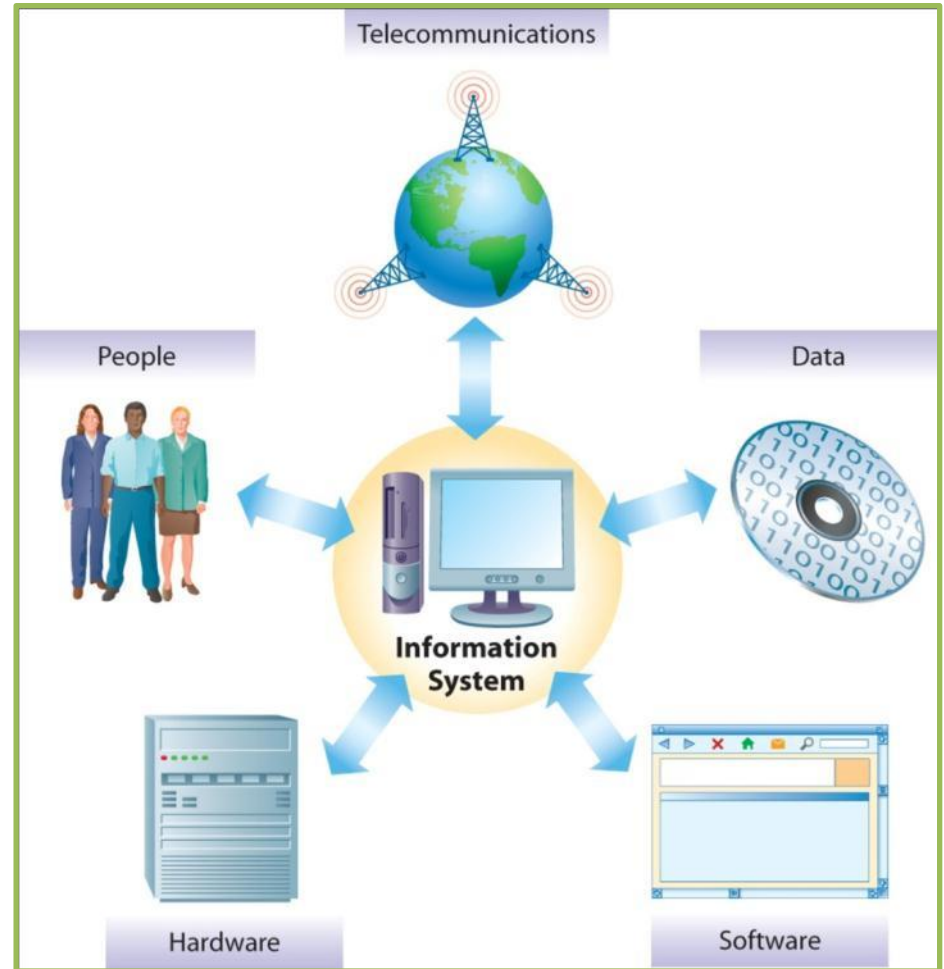 Telecommunications
People
Data
Information
System
Hardware
Software